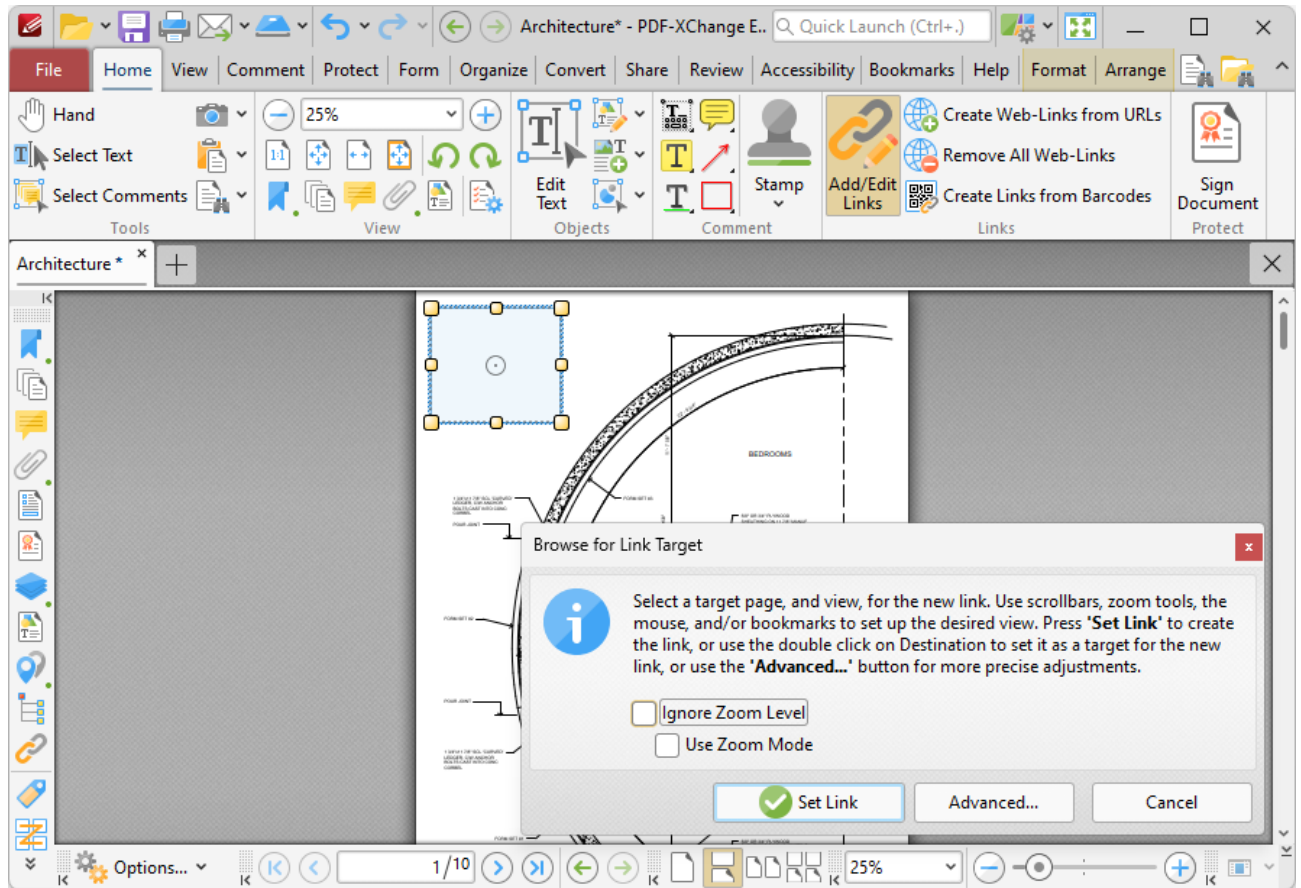 Architecture* - PDF-XChange E..
Quick Launch (Ctrl+.)
File
Home
View
Comment
Protect
Form
Organize
Convert
Share
Review
Accessibility
Bookmarks
Help
Format
Arrange
Hand
Select Text
Select Comments
Tools
25%
1:1
View
Edit
Text
Objects
Comment
Stamp
Add/Edit
Links
Create Web-Links from URLs
Remove All Web-Links
Create Links from Barcodes
Links
Sign
Document
Protect
Architecture *
BEDROOMS
Browse for Link Target
Select a target page, and view, for the new link. Use scrollbars, zoom tools, the
mouse, and/or bookmarks to set up the desired view. Press 'Set Link' to create
the link, or use the double click on Destination to set it as a target for the new
link, or use the 'Advanced...' button for more precise adjustments.
Ignore Zoom Level
Use Zoom Mode
Set Link
Advanced...
Cancel
POUR JOINT
POUR JOINT
Options...
1/10
25%